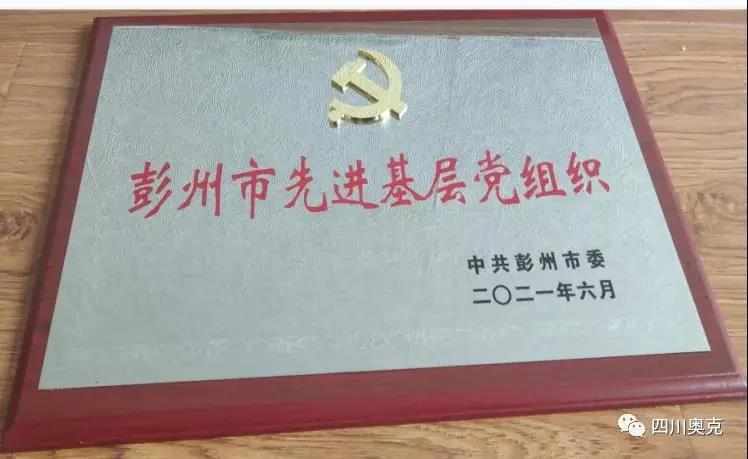 彭州市先进基层党组织
中共彭州市委
二〇二一年六月
四川奥克